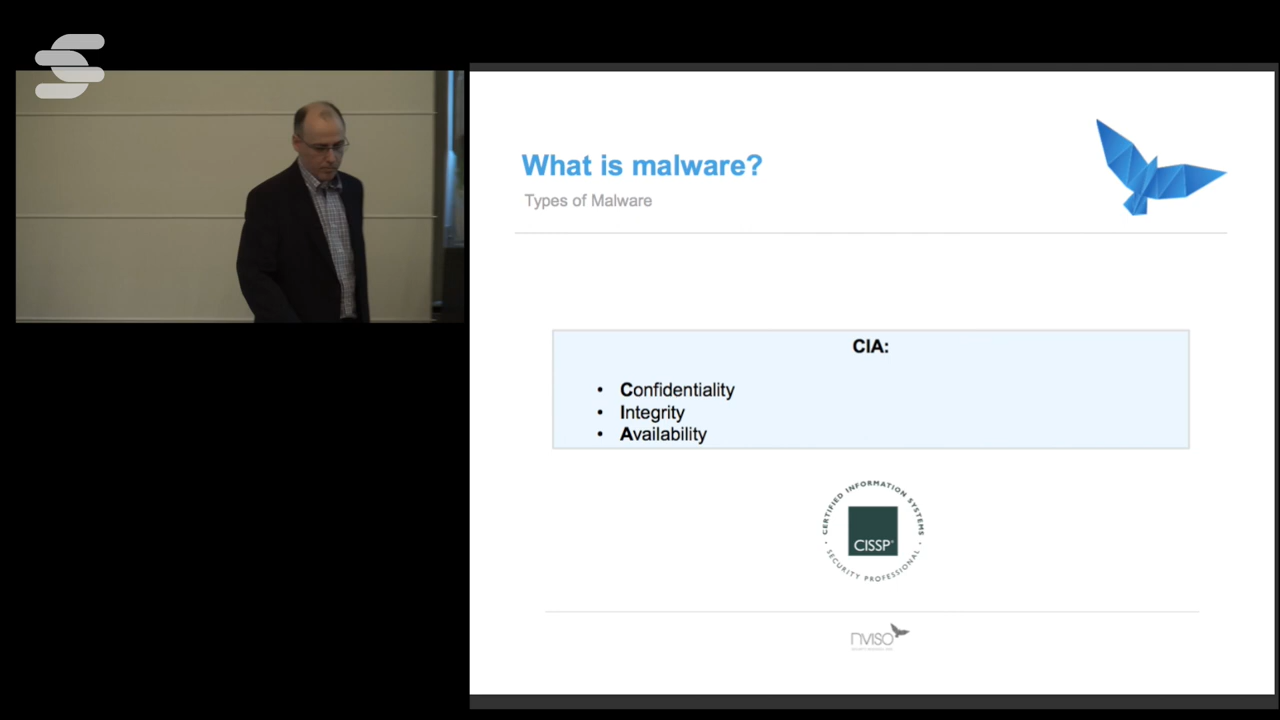 What is malware?
Types of Malware
CIA:
• Confidentiality
• Integrity
• Availability
CERTIFIED INFORMATION SYSTEMS
CISSP®
SECURITY PROFESSIONAL
NVISO